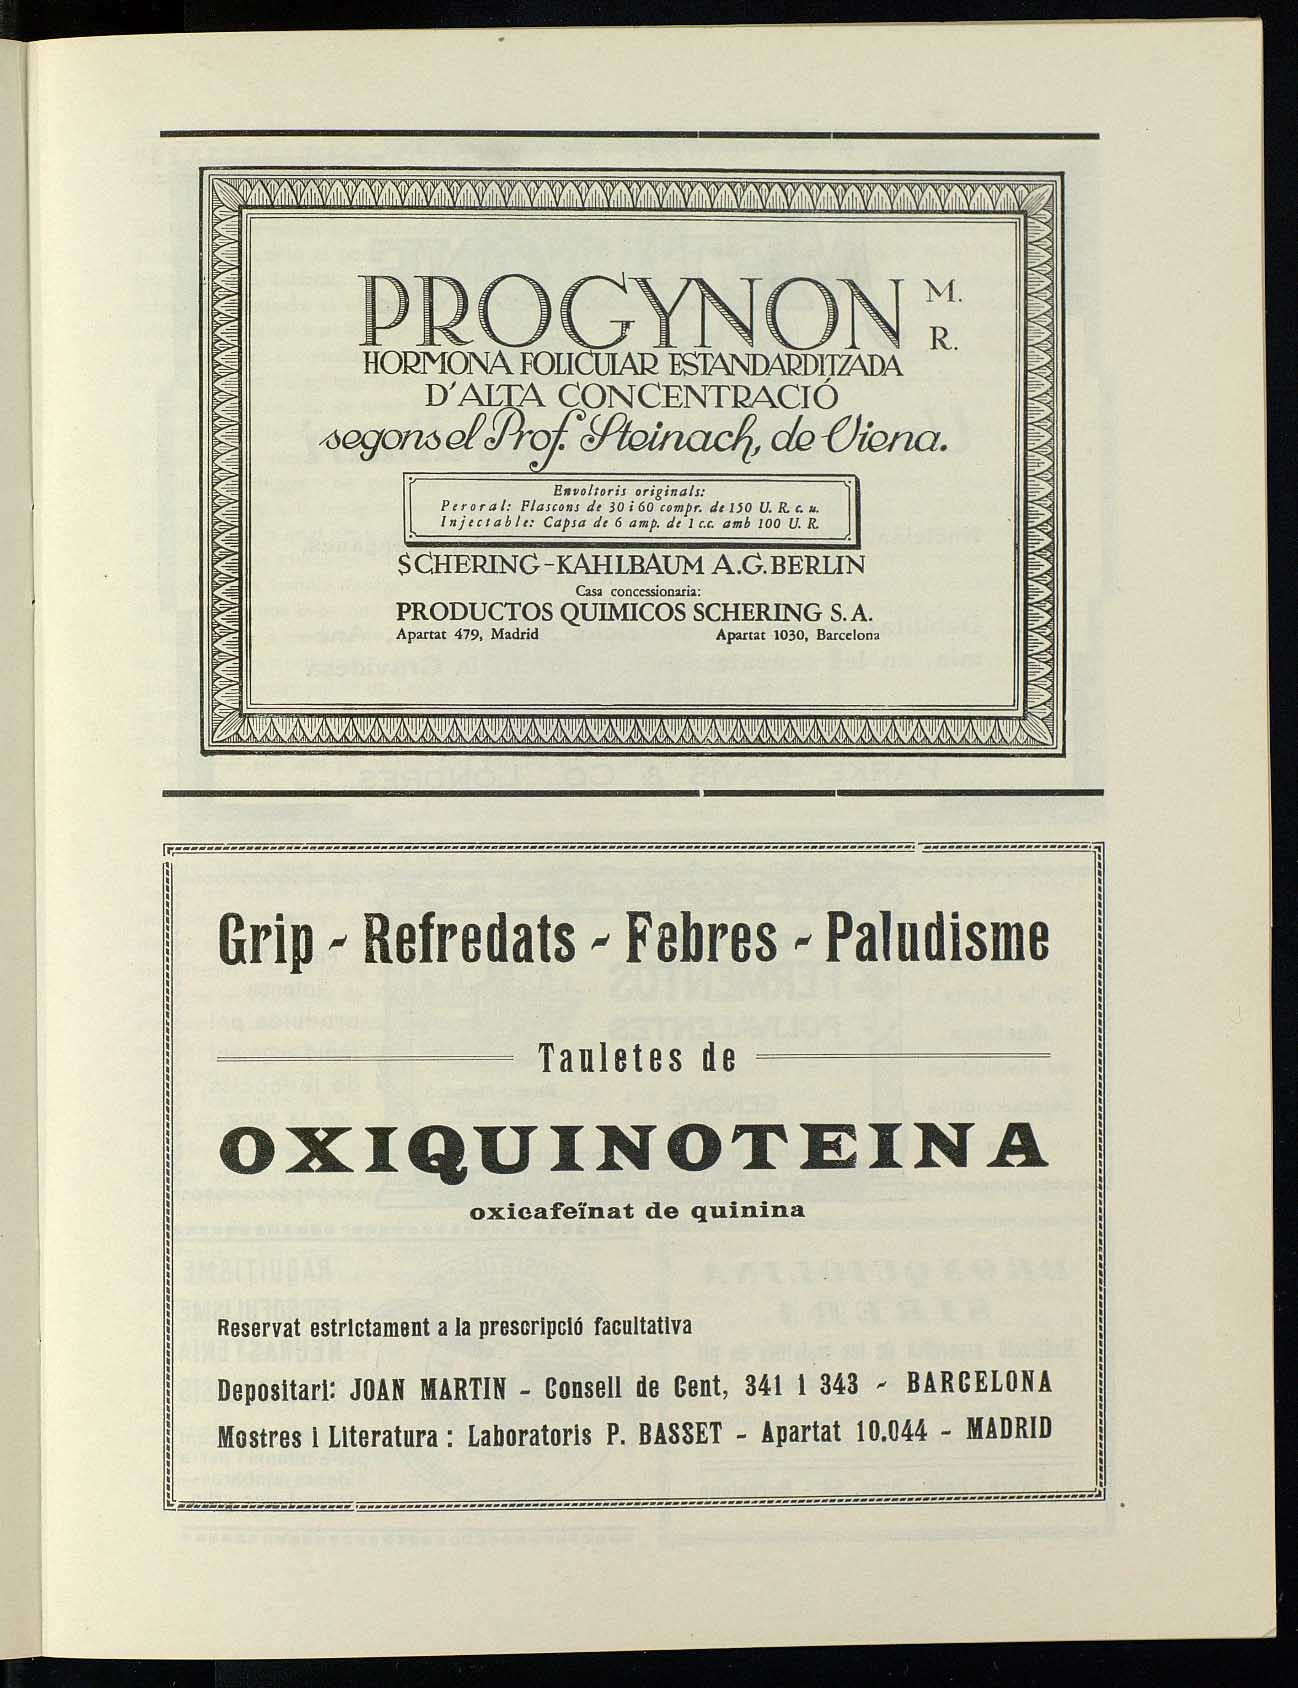 PROGYNON M. R.
HORMONA FOLICULAR ESTANDARDITZADA
D'ALTA CONCENTRACIÓ
segons el Prof. Steinach, de Viena.
Envoltoris originals:
Peroral: Flascons de 30 i 60 compr. de 150 U. R. c. u.
Injectable: Capsa de 6 amp. de 1 c.c. amb 100 U. R.
SCHERING-KAHLBAUM A.G. BERLIN
Casa concessionaria:
PRODUCTOS QUIMICOS SCHERING S. A.
Apartat 479, Madrid Apartat 1030, Barcelona
Grip - Refredats - Febres - Paludisme
Tauletes de
OXIQUINOTEINA
oxicafeïnat de quinina
Reservat estrictament a la prescripció facultativa
Depositari: JOAN MARTIN - Consell de Cent, 341 i 343 - BARCELONA
Mostres i Literatura : Laboratoris P. BASSET - Apartat 10.044 - MADRID